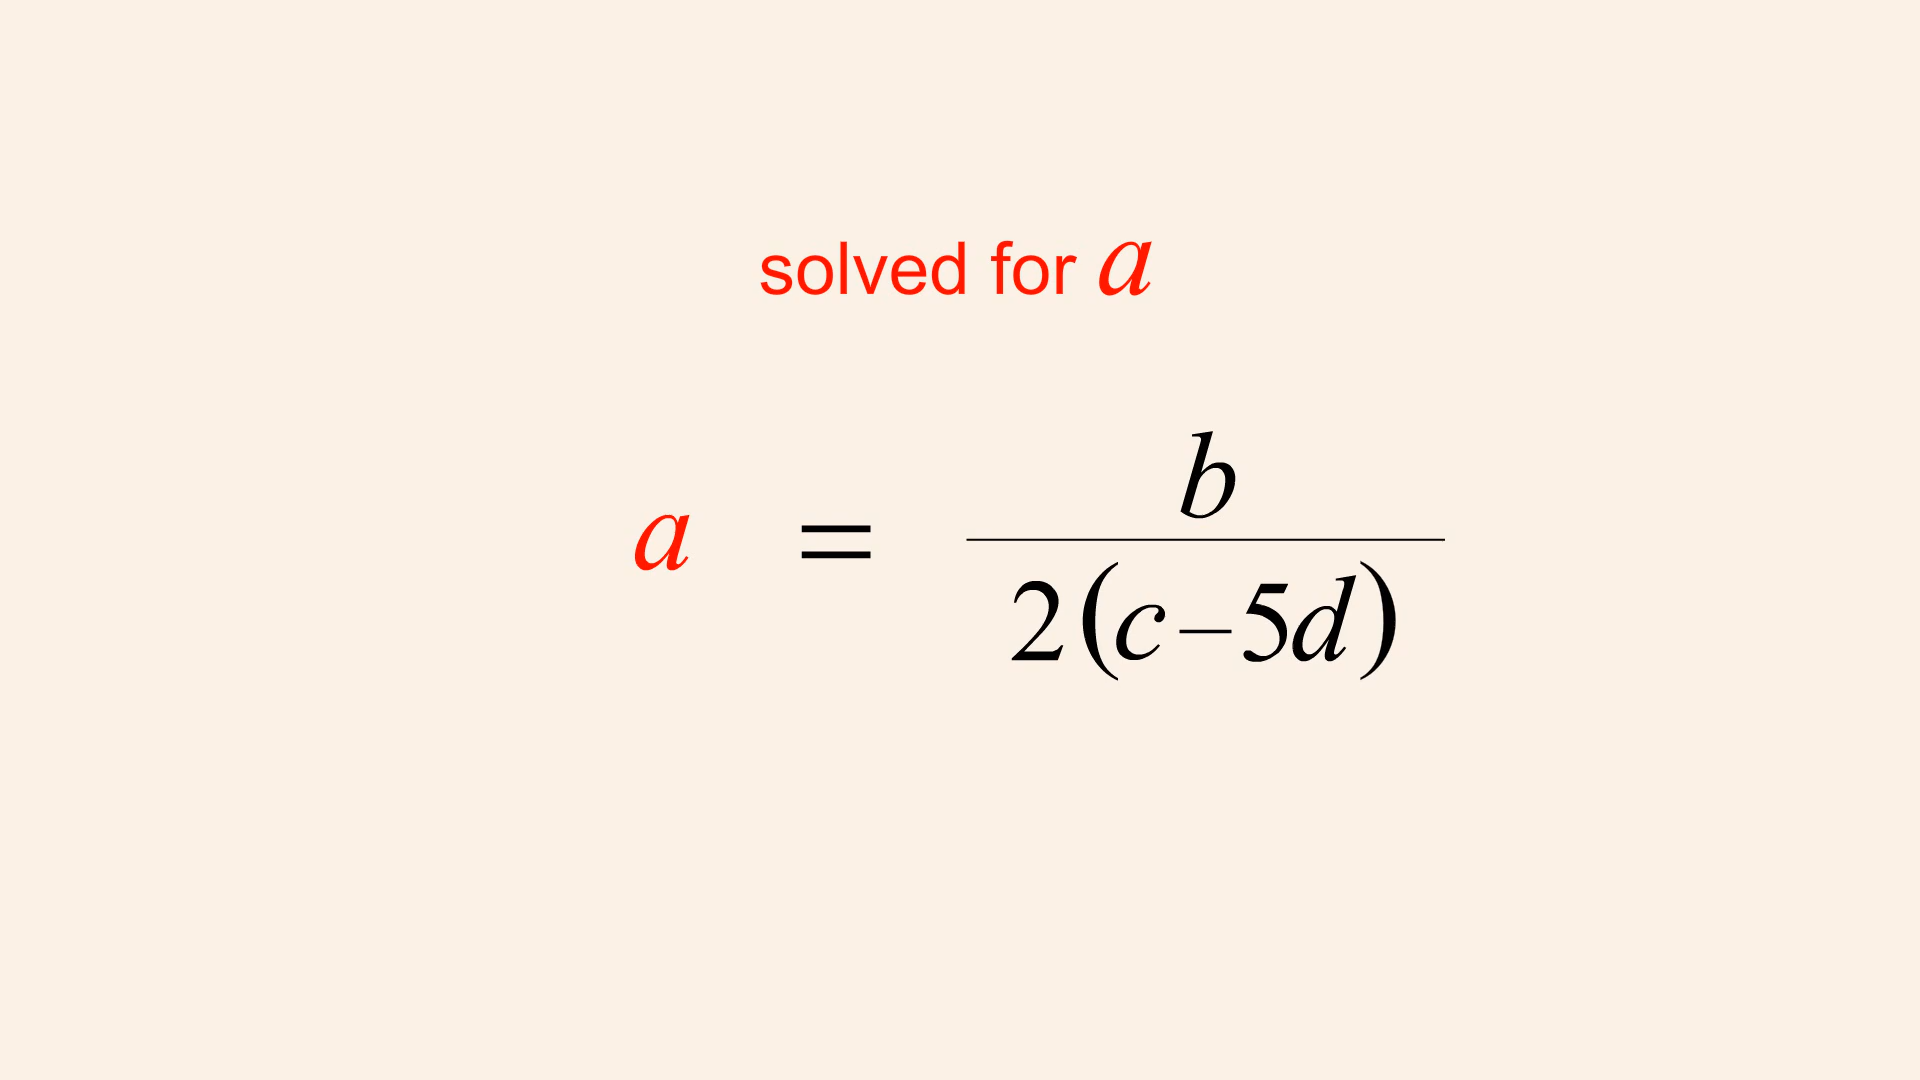 solved for a
a = b / 2(c–5d)